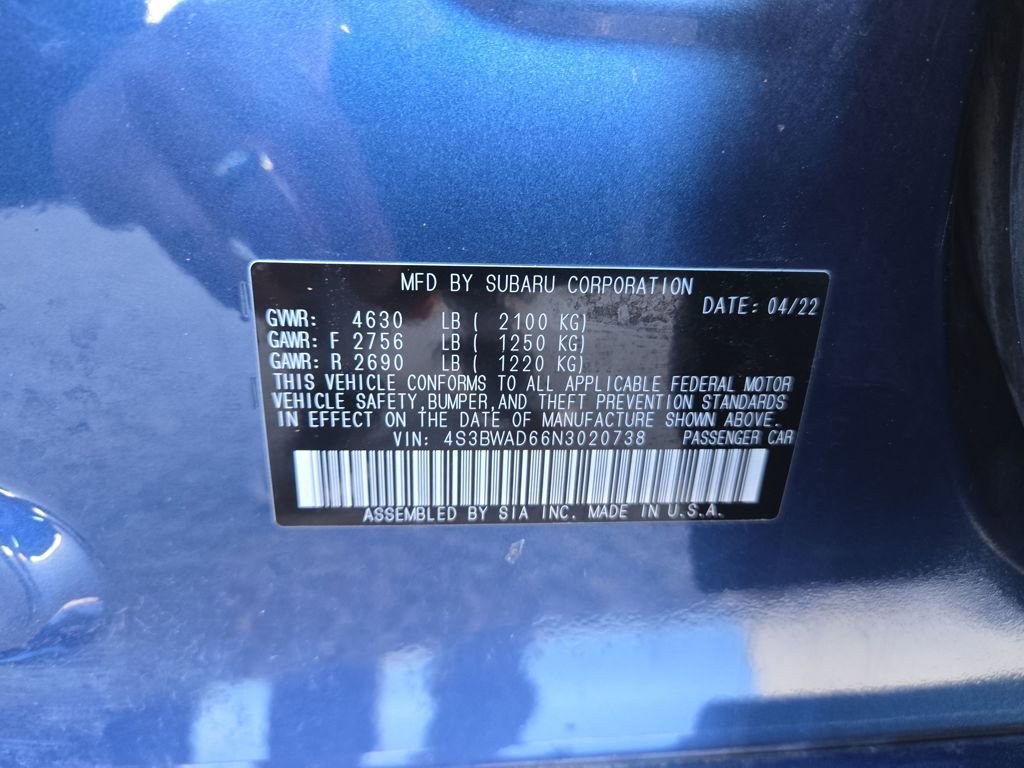 MFD BY SUBARU CORPORATION
DATE: 04/22
GVWR: 4630 LB ( 2100 KG)
GAWR: F 2756 LB ( 1250 KG)
GAWR: R 2690 LB ( 1220 KG)
THIS VEHICLE CONFORMS TO ALL APPLICABLE FEDERAL MOTOR
VEHICLE SAFETY,BUMPER,AND THEFT PREVENTION STANDARDS
IN EFFECT ON THE DATE OF MANUFACTURE SHOWN ABOVE.
VIN: 4S3BWAD66N3020738 PASSENGER CAR
ASSEMBLED BY SIA INC. MADE IN U.S.A.